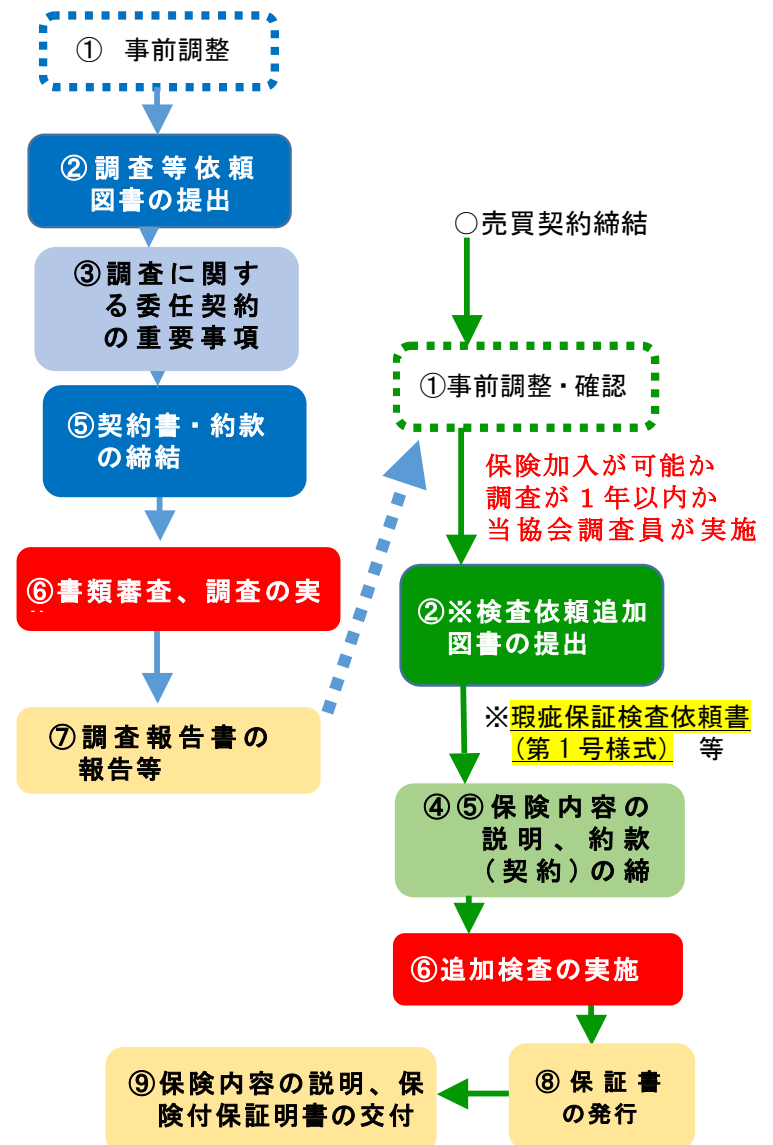 ① 事前調整
②調査等依頼
図書の提出
③調査に関す
る委任契約
の重要事項
⑤契約書・約款
の締結
⑥書類審査、調査の実
⑦調査報告書の
報告等
○売買契約締結
①事前調整・確認
保険加入が可能か
調査が1年以内か
当協会調査員が実施
②※検査依頼追加
図書の提出
※瑕疵保証検査依頼書
(第1号様式) 等
④⑤保険内容の
説明、約款
(契約)の締
⑥追加検査の実施
⑧保証書
の発行
⑨保険内容の説明、保
険付保証明書の交付